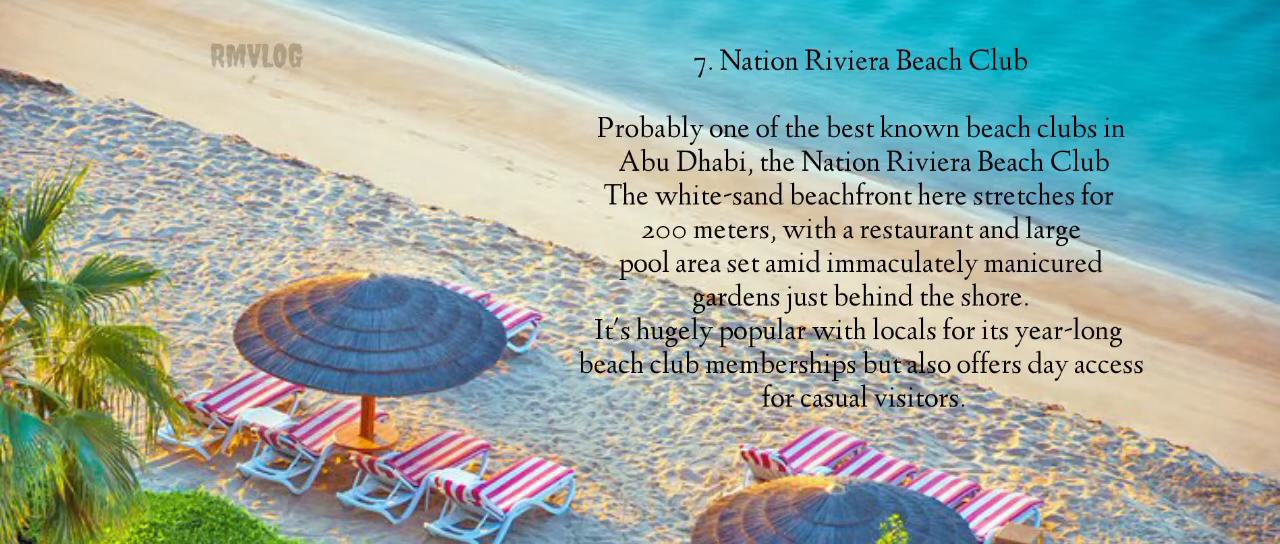 RMVLOG
7. Nation Riviera Beach Club
Probably one of the best known beach clubs in
Abu Dhabi, the Nation Riviera Beach Club
The white-sand beachfront here stretches for
200 meters, with a restaurant and large
pool area set amid immaculately manicured
gardens just behind the shore.
It's hugely popular with locals for its year-long
beach club memberships but also offers day access
for casual visitors.